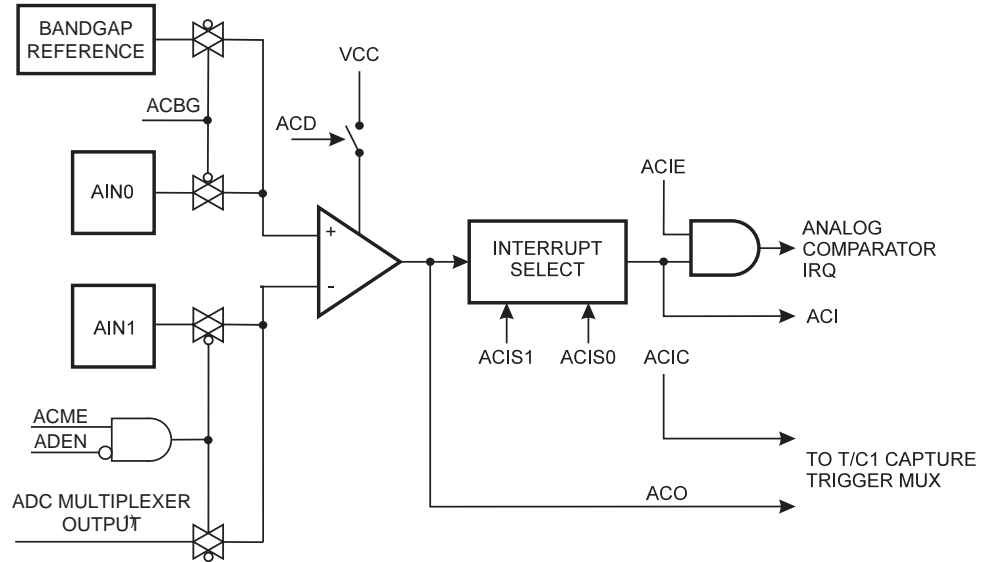 BANDGAP
REFERENCE
VCC
ACBG
ACD
AIN0
ACIE
+
INTERRUPT
SELECT
ANALOG
COMPARATOR
IRQ
-
AIN1
ACI
ACIS1
ACIS0
ACIC
ACME
ADEN
TO T/C1 CAPTURE
TRIGGER MUX
ADC MULTIPLEXER
OUTPUT 1)
ACO